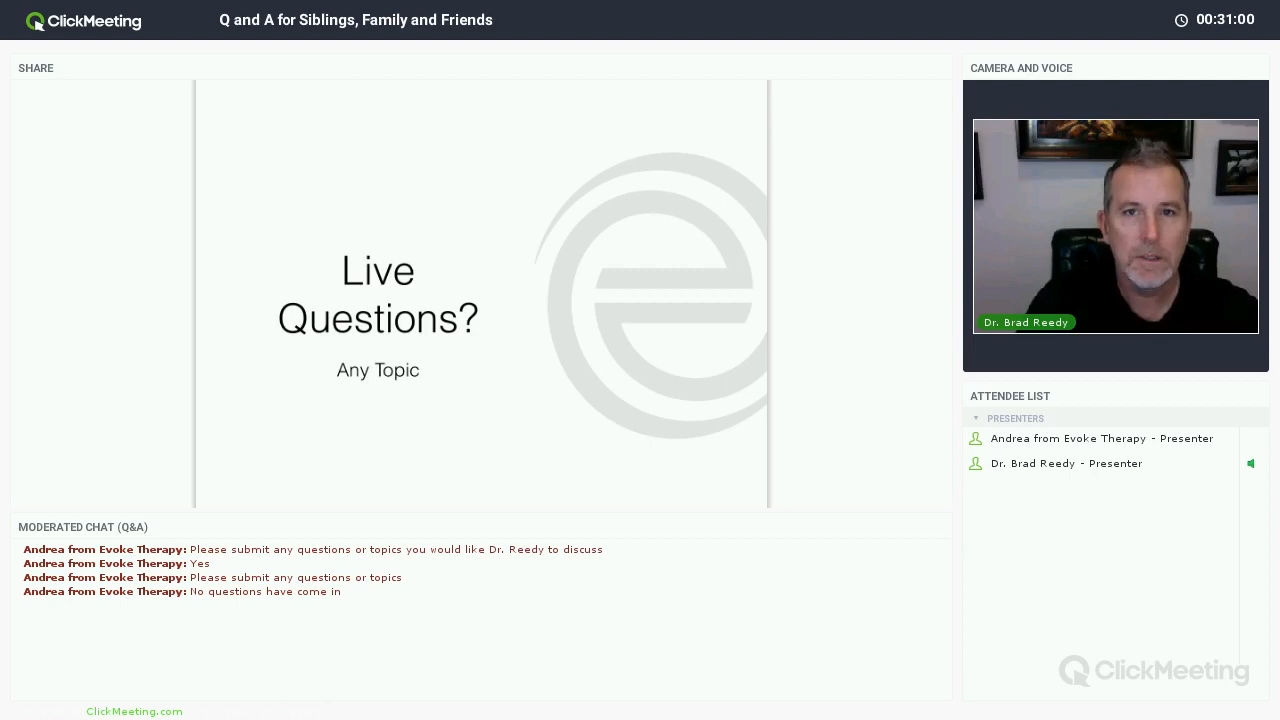 ClickMeeting
Q and A for Siblings, Family and Friends
00:31:00
SHARE
Live
Questions?
Any Topic
CAMERA AND VOICE
Dr. Brad Reedy
ATTENDEE LIST
PRESENTERS
Andrea from Evoke Therapy - Presenter
Dr. Brad Reedy - Presenter
MODERATED CHAT (Q&A)
Andrea from Evoke Therapy: Please submit any questions or topics you would like Dr. Reedy to discuss
Andrea from Evoke Therapy: Yes
Andrea from Evoke Therapy: Please submit any questions or topics
Andrea from Evoke Therapy: No questions have come in
ClickMeeting
ClickMeeting.com